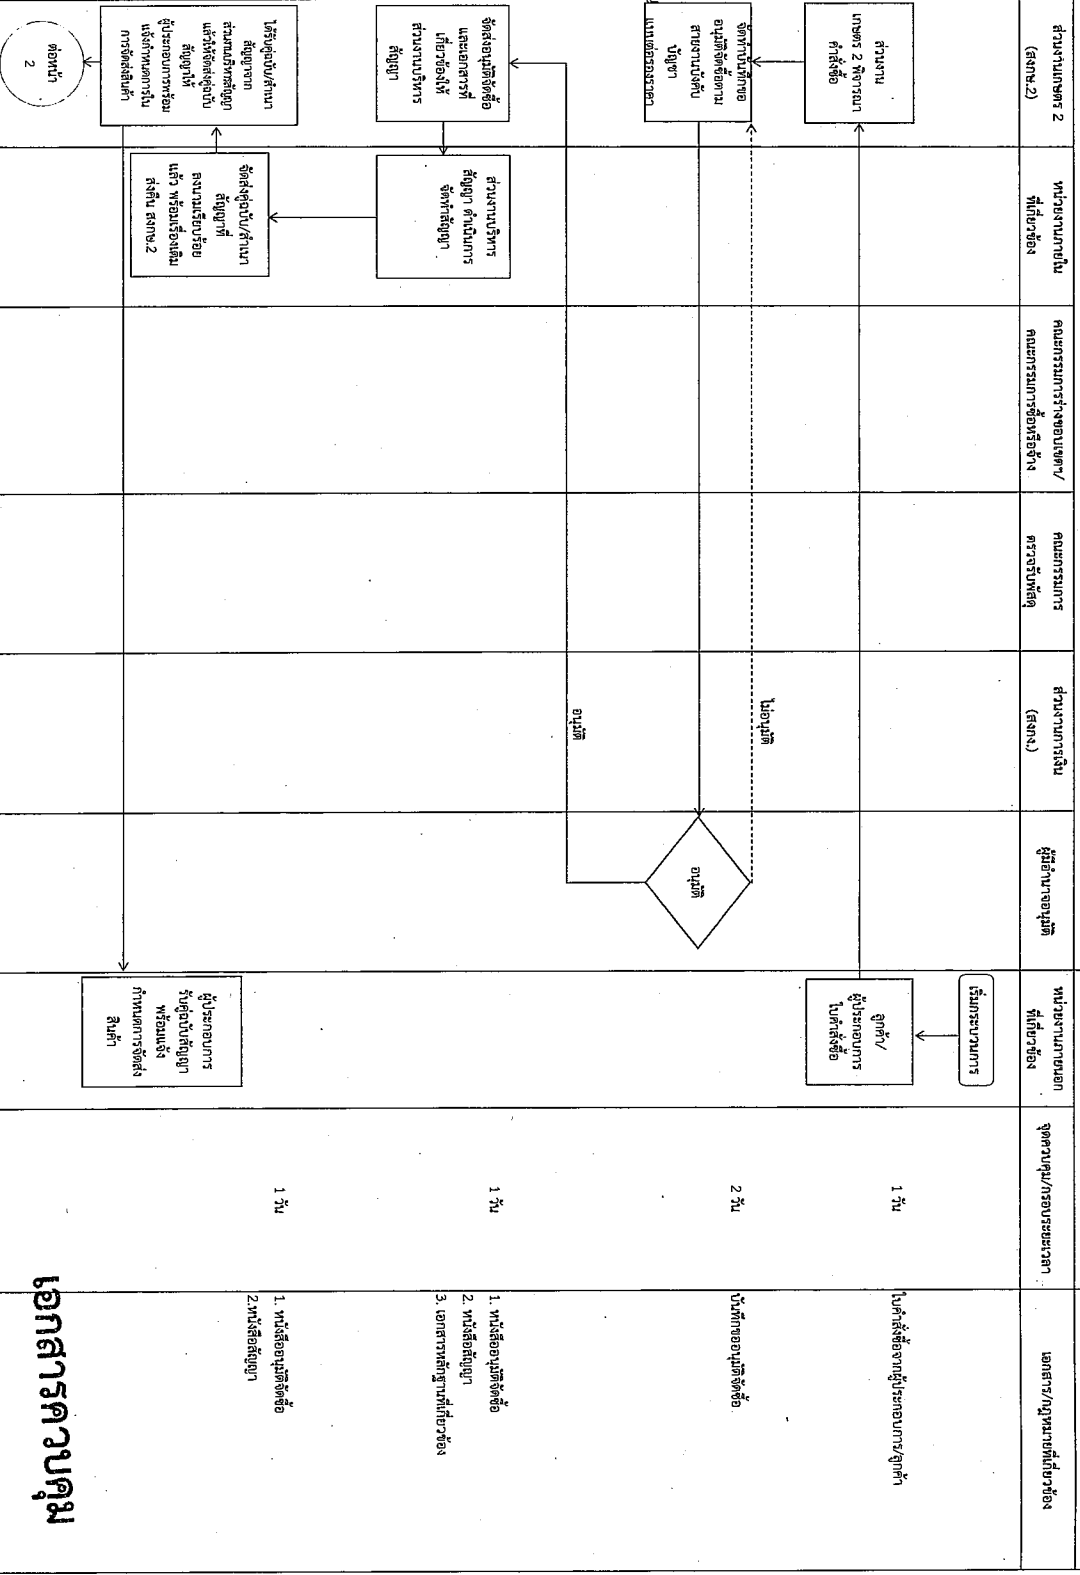 ส่วนงานเกษตร 2
(สงกษ.2)
หน่วยงานภายใน
ที่เกี่ยวข้อง
คณะกรรมการร่างขอบเขตฯ/
คณะกรรมการซื้อหรือจ้าง
คณะกรรมการ
ตรวจรับพัสดุ
ส่วนงานการเงิน
(สงกง.)
ผู้มีอำนาจอนุมัติ
หน่วยงานภายนอก
ที่เกี่ยวข้อง
จุดควบคุม/กรอบระยะเวลา
เอกสาร/กฎหมายที่เกี่ยวข้อง
เริ่มกระบวนการ
ส่วนงาน
เกษตร 2 พิจารณา
คำสั่งซื้อ
ลูกค้า/
ผู้ประกอบการ
ใบคำสั่งซื้อ
1 วัน
ใบคำสั่งซื้อจากผู้ประกอบการ/ลูกค้า
จัดทำบันทึกขอ
อนุมัติจัดซื้อตาม
สายงานบังคับ
บัญชา
แบบต่อรองราคา
ไม่อนุมัติ
อนุมัติ
2 วัน
บันทึกขออนุมัติจัดซื้อ
อนุมัติ
จัดส่งอนุมัติจัดซื้อ
และเอกสารที่
เกี่ยวข้องให้
ส่วนงานบริหาร
สัญญา
ส่วนงานบริหาร
สัญญา ดำเนินการ
จัดทำสัญญา
1 วัน
1. หนังสืออนุมัติจัดซื้อ
2. หนังสือสัญญา
3. เอกสารหลักฐานที่เกี่ยวข้อง
ได้รับคู่ฉบับ/สำเนา
สัญญาจาก
ส่วนงานบริหารสัญญา
แล้วให้จัดส่งคู่ฉบับ
สัญญาให้
ผู้ประกอบการพร้อม
แจ้งกำหนดการใน
การจัดส่งสินค้า
จัดส่งคู่ฉบับ/สำเนา
สัญญาที่
ลงนามเรียบร้อย
แล้ว พร้อมเรื่องเดิม
ส่งคืน สงกษ.2
ผู้ประกอบการ
รับคู่ฉบับสัญญา
พร้อมแจ้ง
กำหนดการจัดส่ง
สินค้า
1 วัน
1. หนังสืออนุมัติจัดซื้อ
2.หนังสือสัญญา
ต่อหน้า
2
เอกสารควบคุม